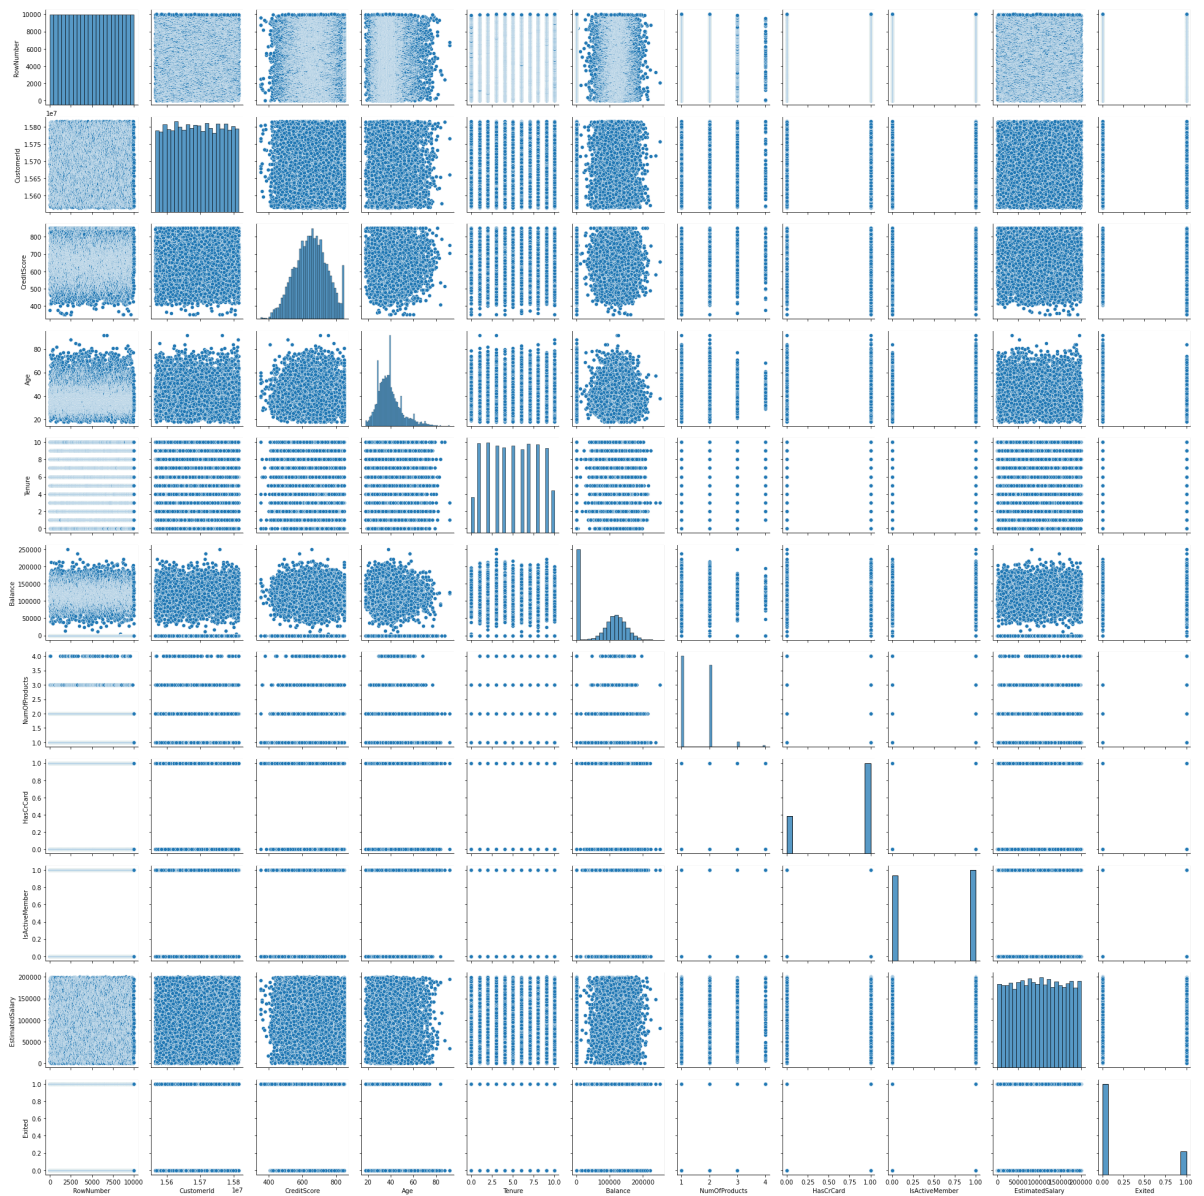 10000
8000
6000
4000
2000
0
RowNumber
1e7
1.580
1.575
1.570
1.565
1.560
CustomerId
800
700
600
500
400
CreditScore
80
60
40
20
Age
10
8
6
4
2
0
Tenure
250000
200000
150000
100000
50000
0
Balance
4.0
3.5
3.0
2.5
2.0
1.5
1.0
NumOfProducts
1.0
0.8
0.6
0.4
0.2
0.0
HasCrCard
1.0
0.8
0.6
0.4
0.2
0.0
IsActiveMember
200000
150000
100000
50000
0
EstimatedSalary
1.0
0.8
0.6
0.4
0.2
0.0
Exited
0 2500 5000 7500 10000
RowNumber
1.56 1.57 1.58
CustomerId 1e7
400 600 800
CreditScore
20 40 60 80
Age
0.0 2.5 5.0 7.5 10.0
Tenure
0 100000 200000
Balance
1 2 3 4
NumOfProducts
0.00 0.25 0.50 0.75 1.00
HasCrCard
0.00 0.25 0.50 0.75 1.00
IsActiveMember
0 50000 100000 150000 200000
EstimatedSalary
0.00 0.25 0.50 0.75 1.00
Exited